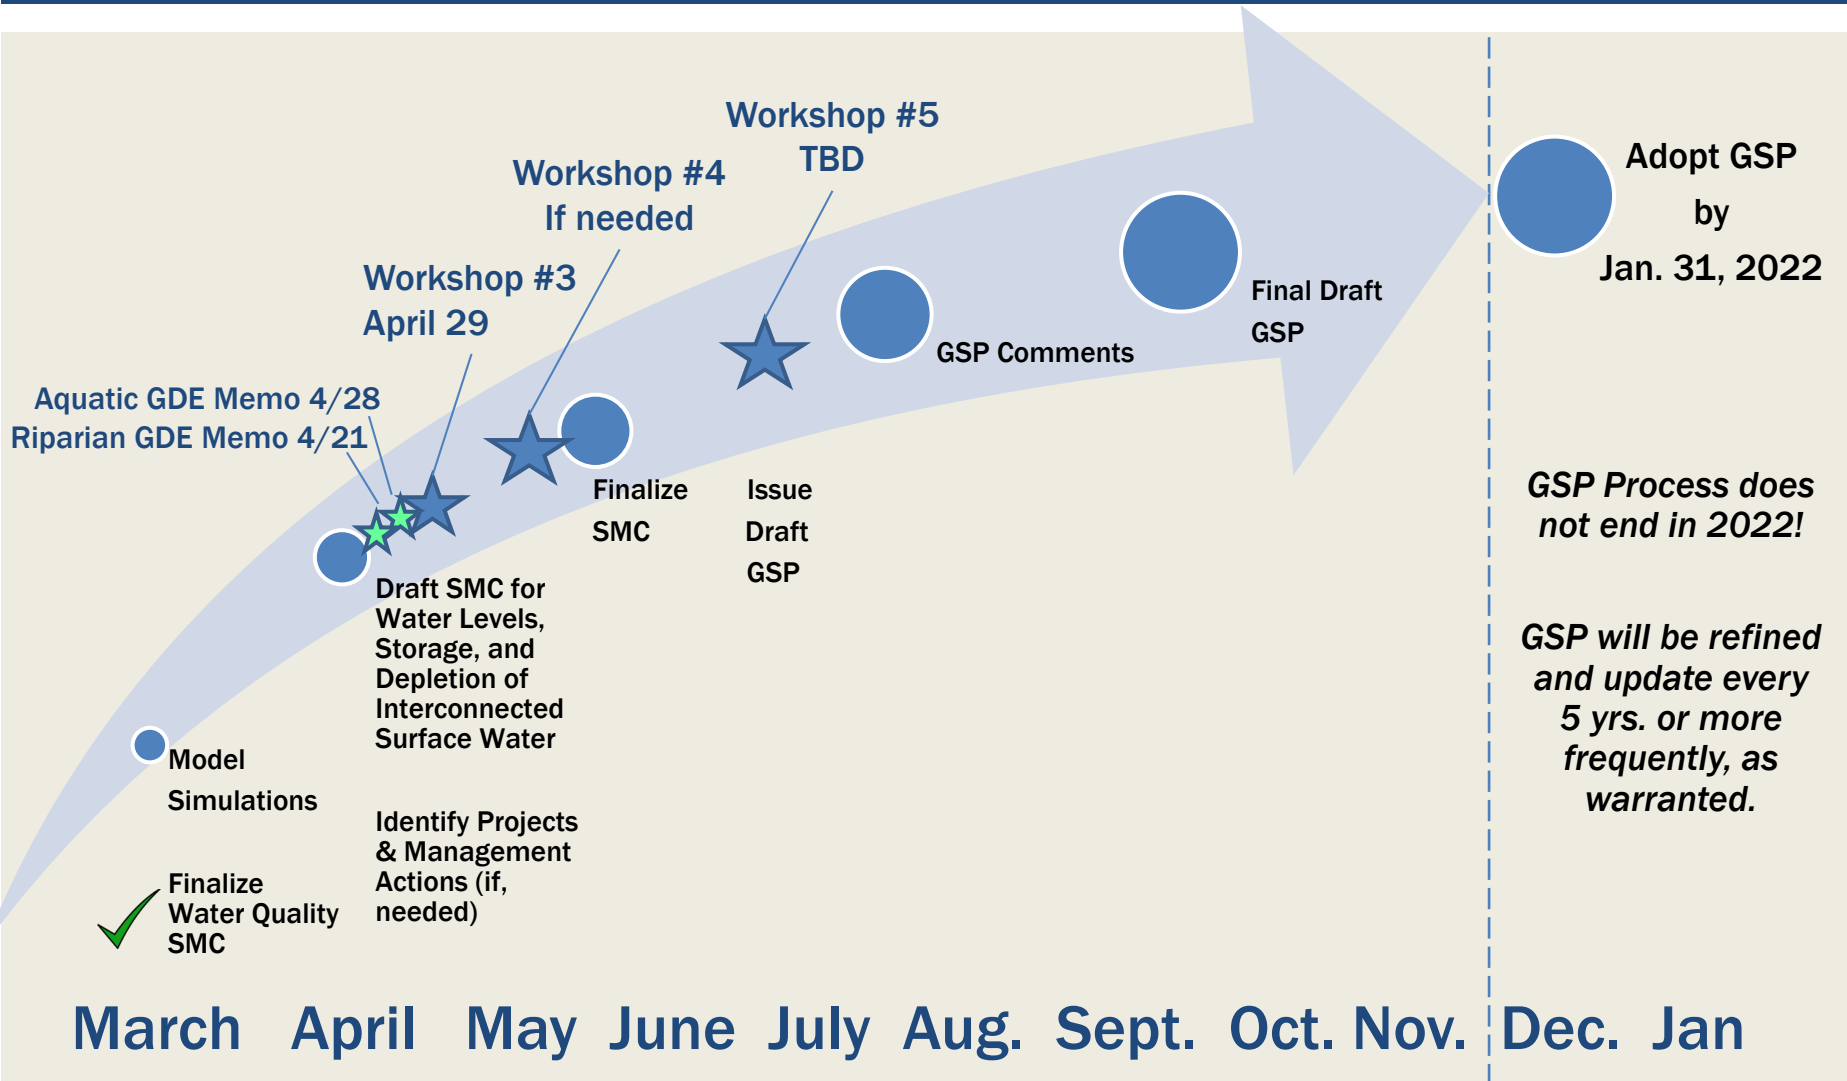 Workshop #5
TBD
Workshop #4
If needed
Workshop #3
April 29
Aquatic GDE Memo 4/28
Riparian GDE Memo 4/21
Adopt GSP
by
Jan. 31, 2022
Final Draft
GSP
GSP Comments
Finalize
SMC
Issue
Draft
GSP
Draft SMC for
Water Levels,
Storage, and
Depletion of
Interconnected
Surface Water
Identify Projects
& Management
Actions (if,
needed)
Model
Simulations
Finalize
Water Quality
SMC
GSP Process does
not end in 2022!
GSP will be refined
and update every
5 yrs. or more
frequently, as
warranted.
March April May June July Aug. Sept. Oct. Nov. Dec. Jan